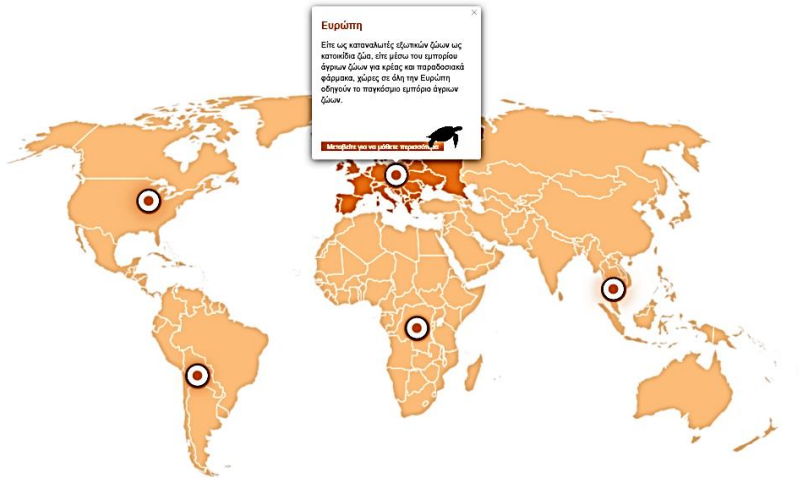 Ευρώπη
Είτε ως καταναλωτές εξωτικών ζώων ως
κατοικίδια ζώα, είτε μέσω του εμπορίου
άγριων ζώων για κρέας και παραδοσιακά
φάρμακα, χώρες σε όλη την Ευρώπη
οδηγούν το παγκόσμιο εμπόριο άγριων
ζώων.
Μεταβείτε για να μάθετε περισσότερα